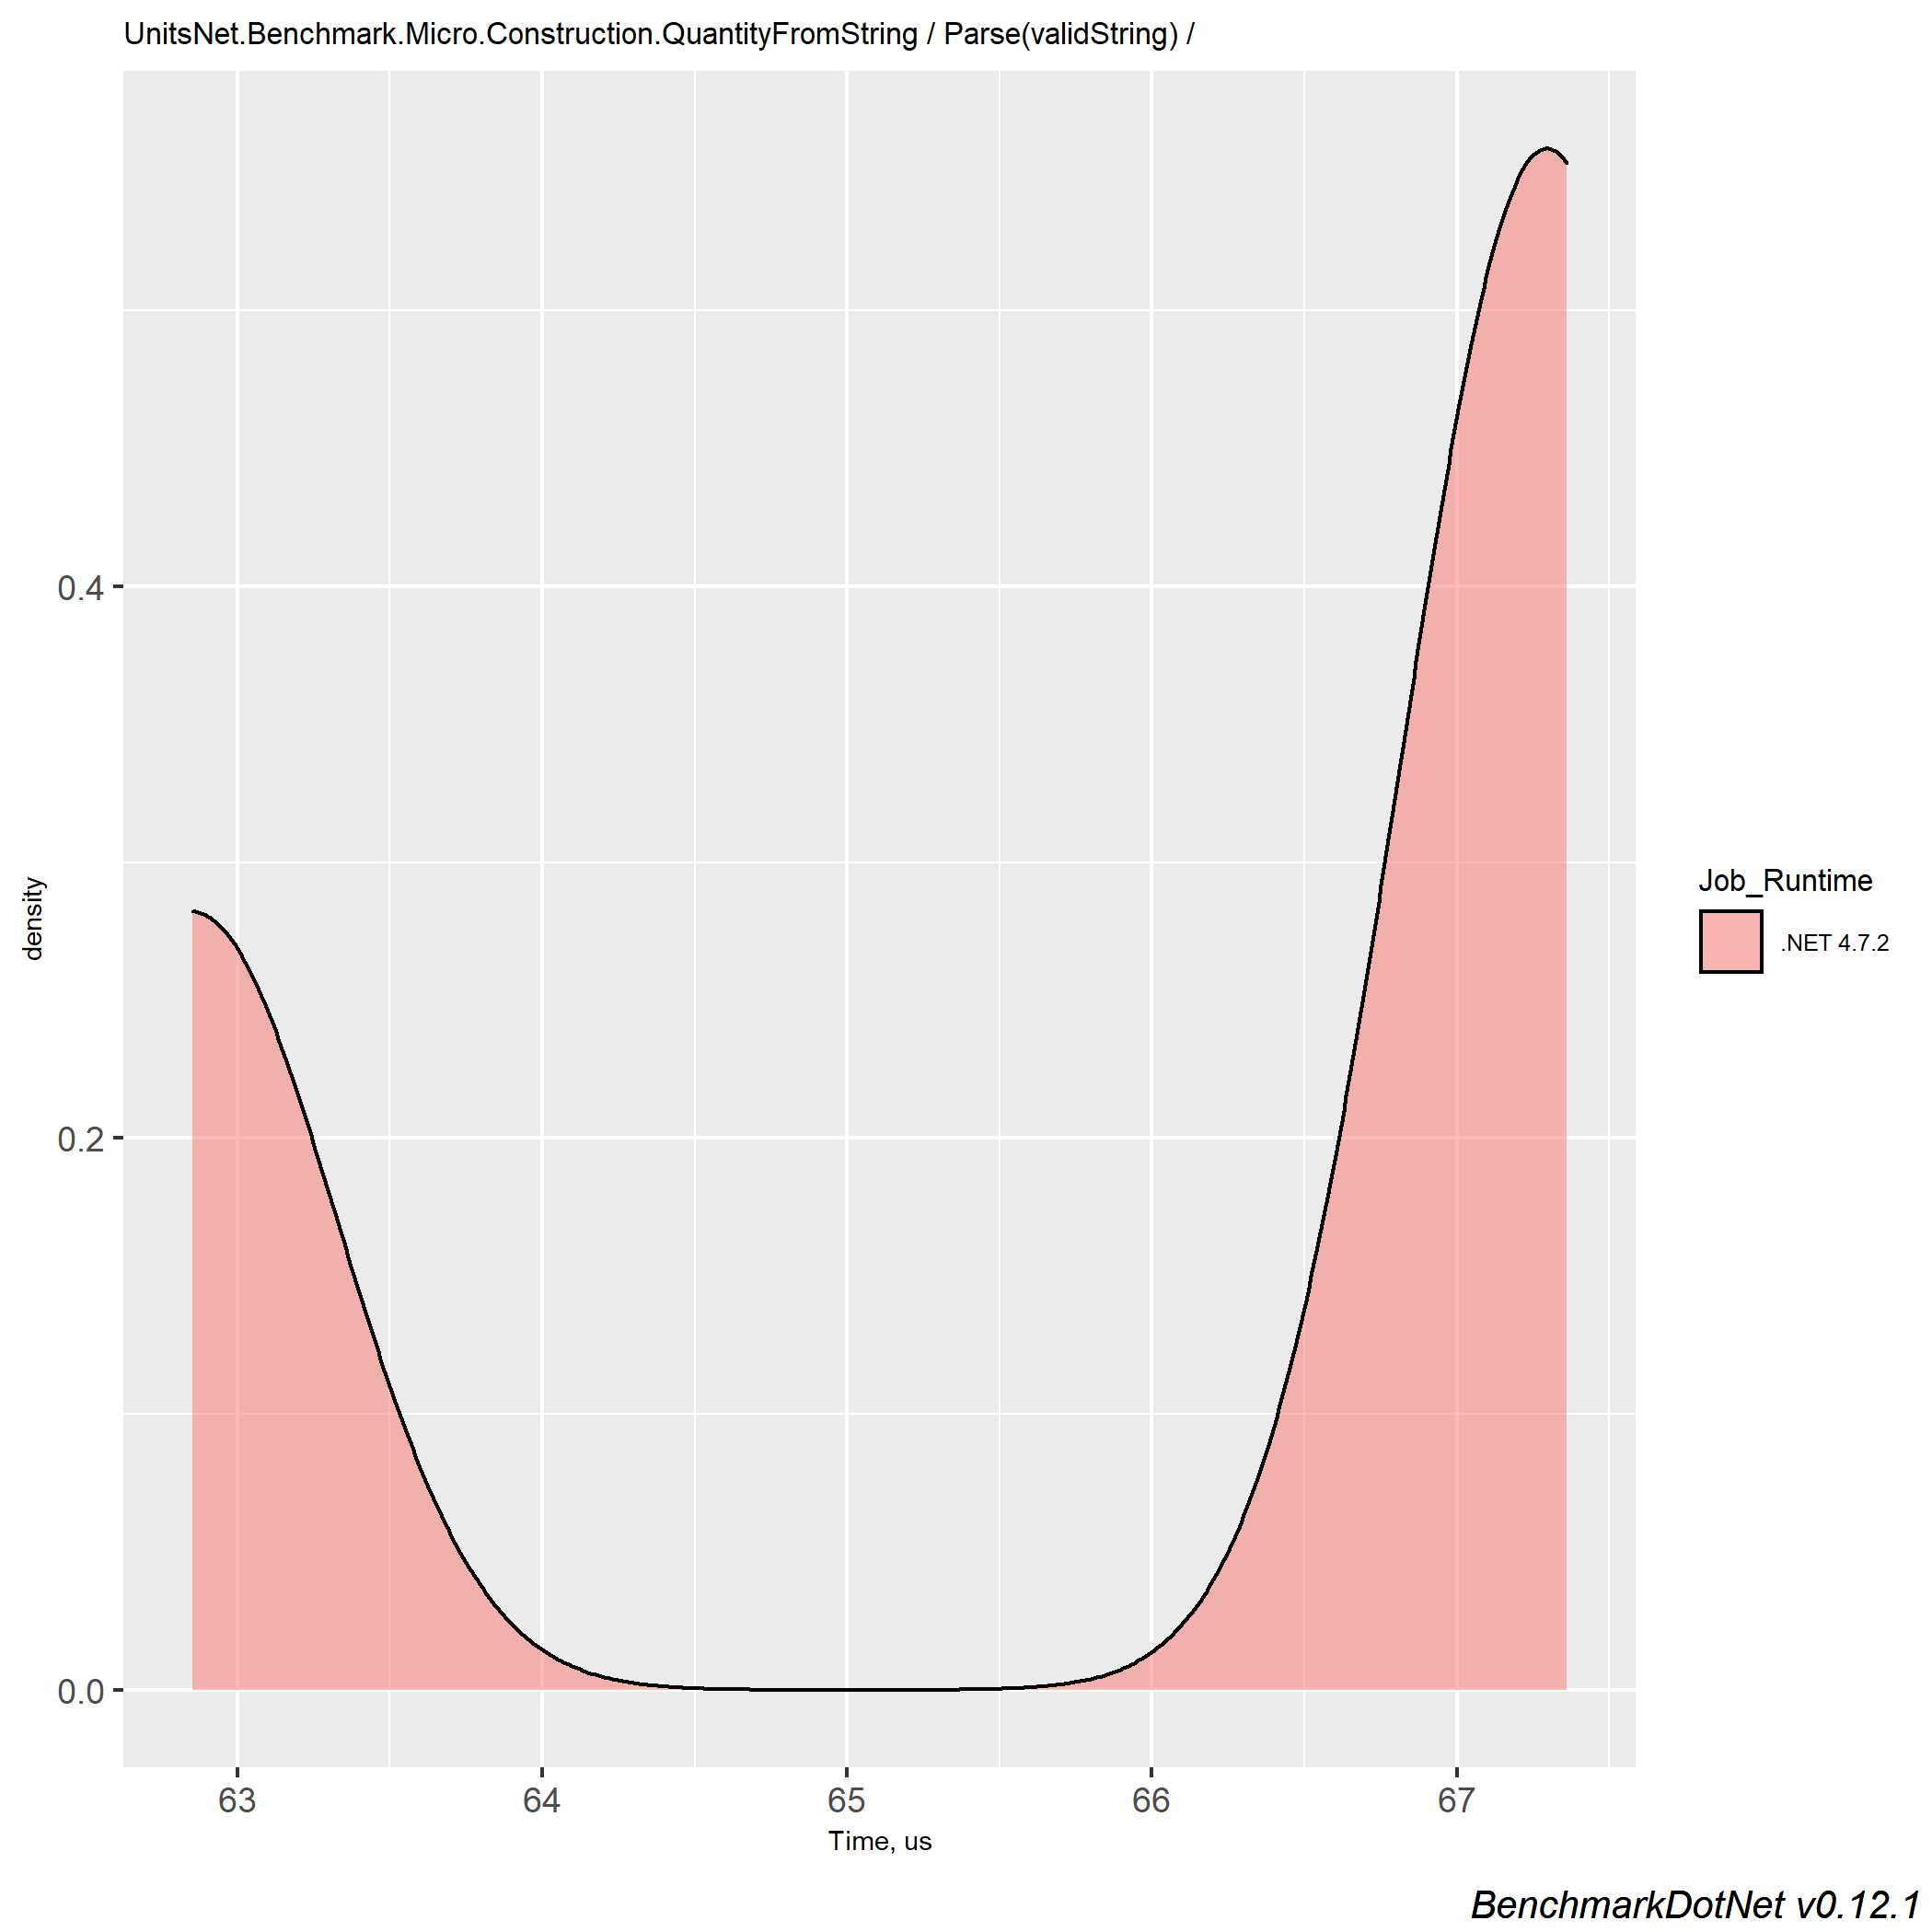 UnitsNet.Benchmark.Micro.Construction.QuantityFromString / Parse(validString) /
0.4
0.2
0.0
density
63 64 65 66 67
Time, us
Job_Runtime
.NET 4.7.2
BenchmarkDotNet v0.12.1